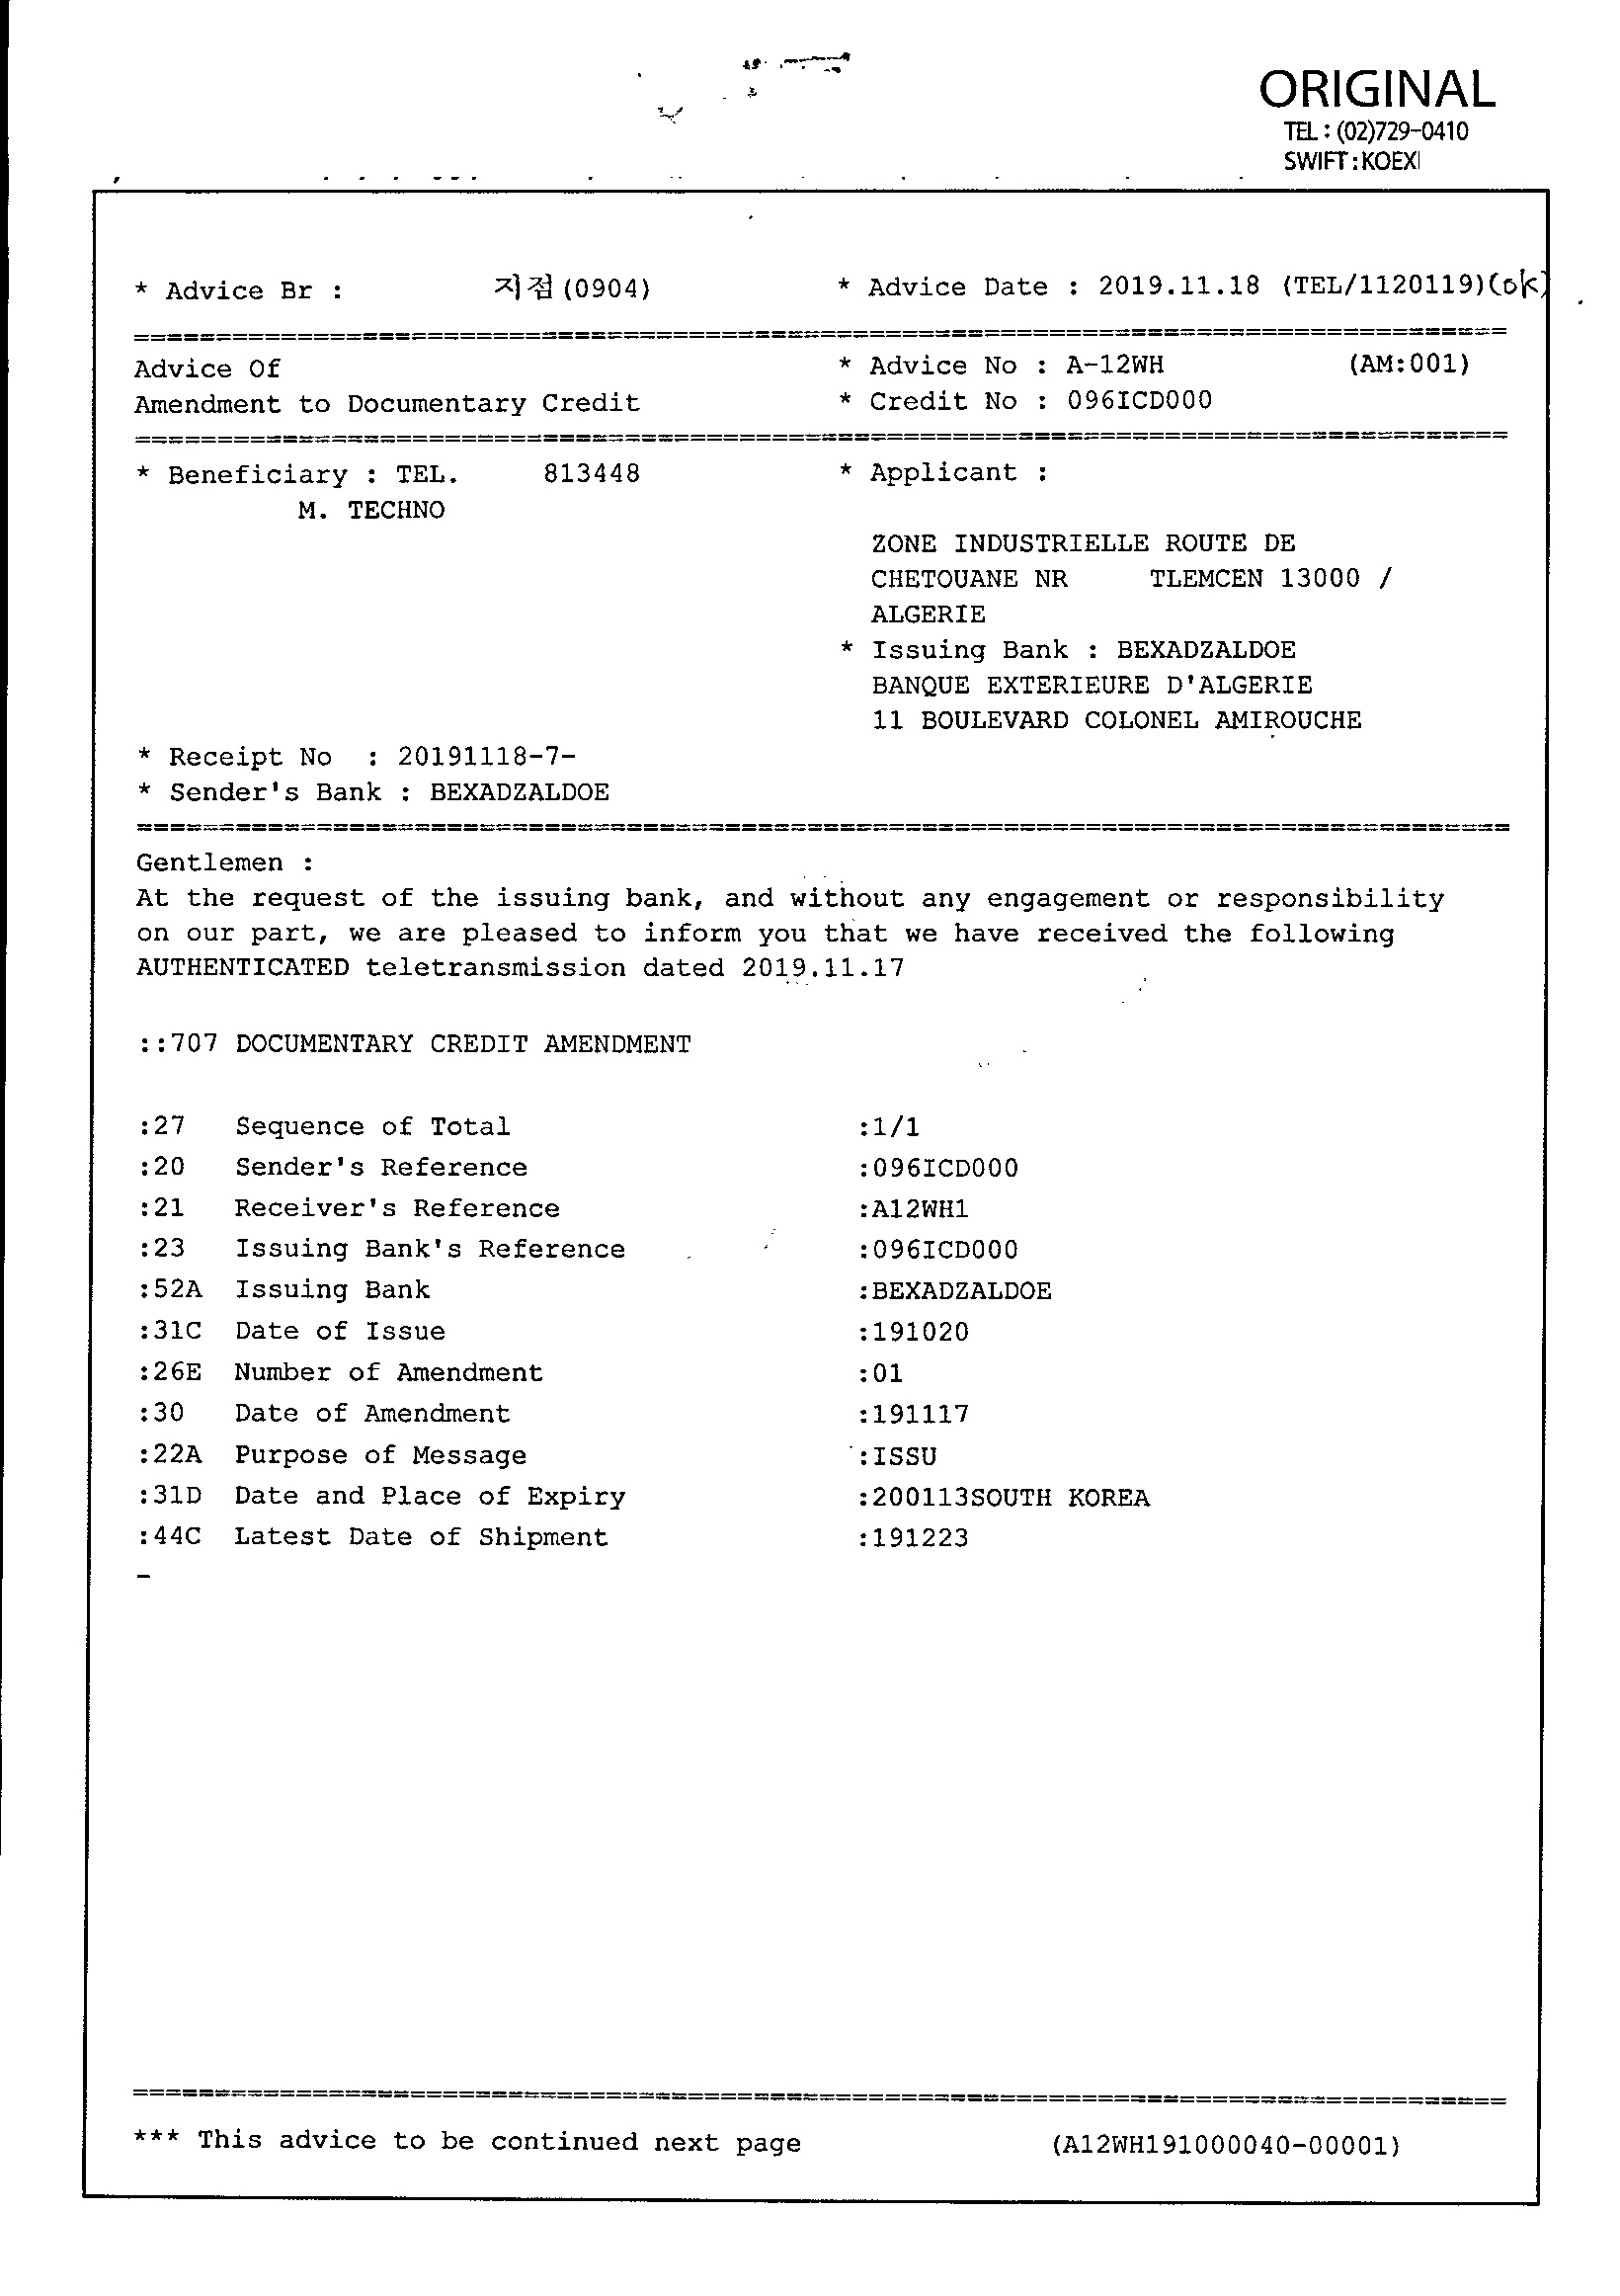 ORIGINAL
TEL : (02)729-0410
SWIFT : KOEXI
* Advice Br : 지점(0904) * Advice Date : 2019.11.18 (TEL/1120119)(ok)
====================================================================================
Advice Of * Advice No : A-12WH (AM:001)
Amendment to Documentary Credit * Credit No : 096ICD000
====================================================================================
* Beneficiary : TEL. 813448 * Applicant :
M. TECHNO
ZONE INDUSTRIELLE ROUTE DE
CHETOUANE NR TLEMCEN 13000 /
ALGERIE
* Issuing Bank : BEXADZALDOE
BANQUE EXTERIEURE D'ALGERIE
11 BOULEVARD COLONEL AMIROUCHE
* Receipt No : 20191118-7-
* Sender's Bank : BEXADZALDOE
====================================================================================
Gentlemen :
At the request of the issuing bank, and without any engagement or responsibility
on our part, we are pleased to inform you that we have received the following
AUTHENTICATED teletransmission dated 2019.11.17
::707 DOCUMENTARY CREDIT AMENDMENT
:27 Sequence of Total :1/1
:20 Sender's Reference :096ICD000
:21 Receiver's Reference :A12WH1
:23 Issuing Bank's Reference :096ICD000
:52A Issuing Bank :BEXADZALDOE
:31C Date of Issue :191020
:26E Number of Amendment :01
:30 Date of Amendment :191117
:22A Purpose of Message :ISSU
:31D Date and Place of Expiry :200113SOUTH KOREA
:44C Latest Date of Shipment :191223
-
====================================================================================
*** This advice to be continued next page (A12WH191000040-00001)